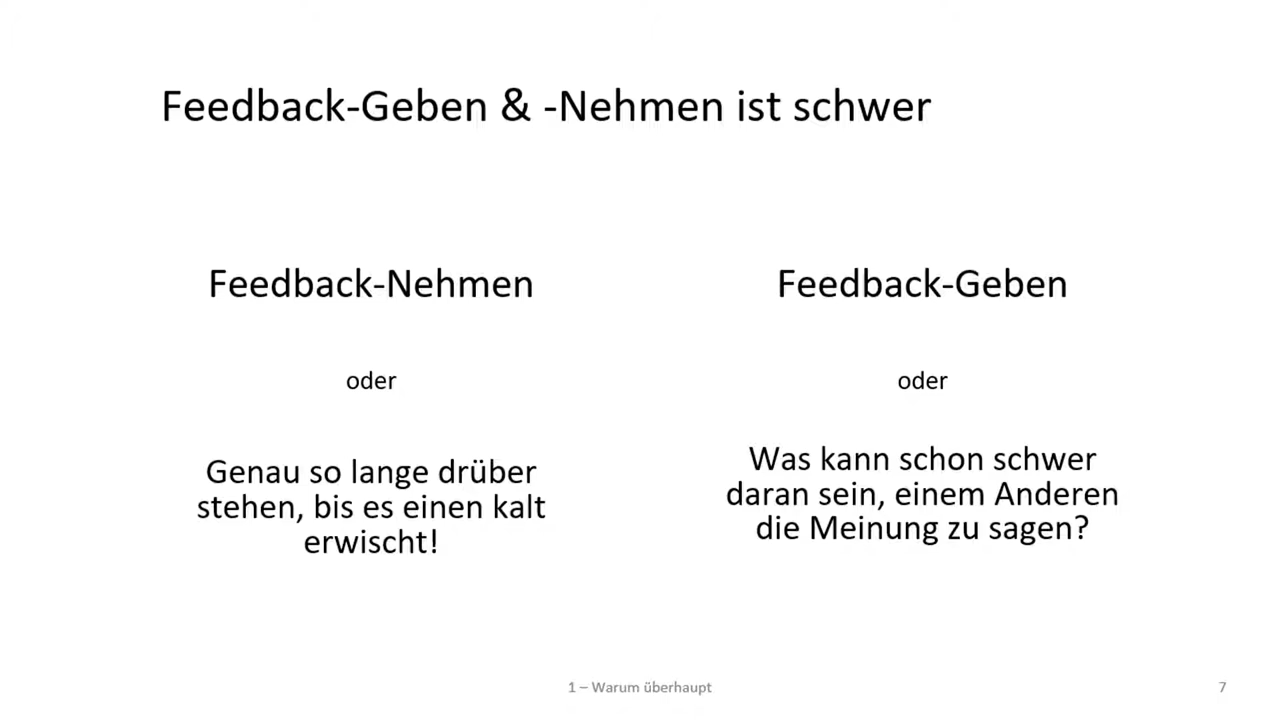 Feedback-Geben & -Nehmen ist schwer
Feedback-Nehmen
oder
Genau so lange drüber
stehen, bis es einen kalt
erwischt!
Feedback-Geben
oder
Was kann schon schwer
daran sein, einem Anderen
die Meinung zu sagen?
1 – Warum überhaupt
7